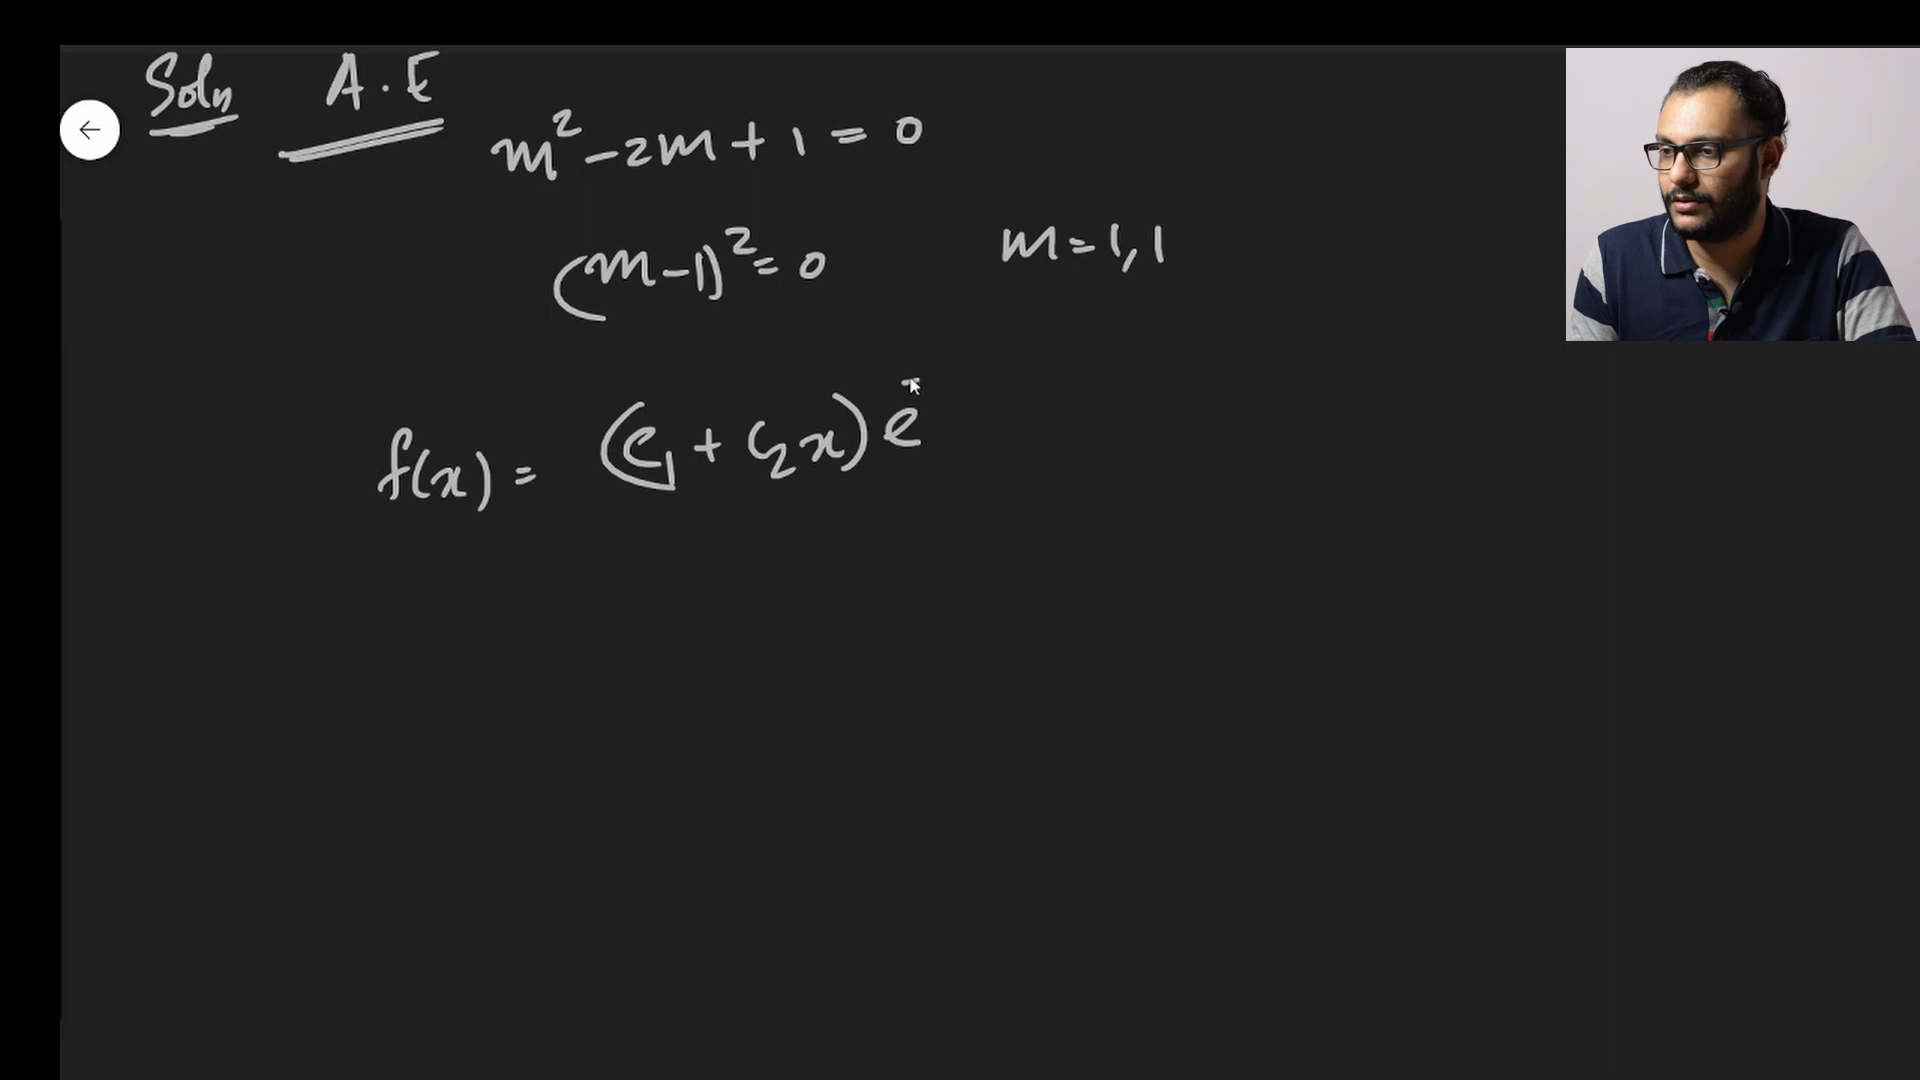 Soln A.E
m² - 2m + 1 = 0
(m-1)² = 0 m = 1, 1
f(x) = (c₁ + c₂x) e